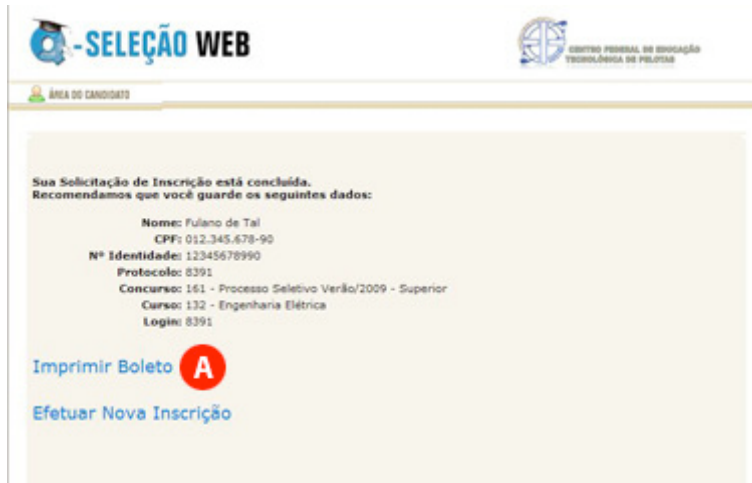 Q-SELEÇÃO WEB
CENTRO FEDERAL DE EDUCAÇÃO
TECNOLÓGICA DE PELOTAS
ÁREA DO CANDIDATO
Sua Solicitação de Inscrição está concluída.
Recomendamos que você guarde os seguintes dados:
Nome: Fulano de Tal
CPF: 012.345.678-90
Nº Identidade: 12345678990
Protocolo: 8391
Concurso: 161 - Processo Seletivo Verão/2009 - Superior
Curso: 132 - Engenharia Elétrica
Login: 8391
Imprimir Boleto A
Efetuar Nova Inscrição